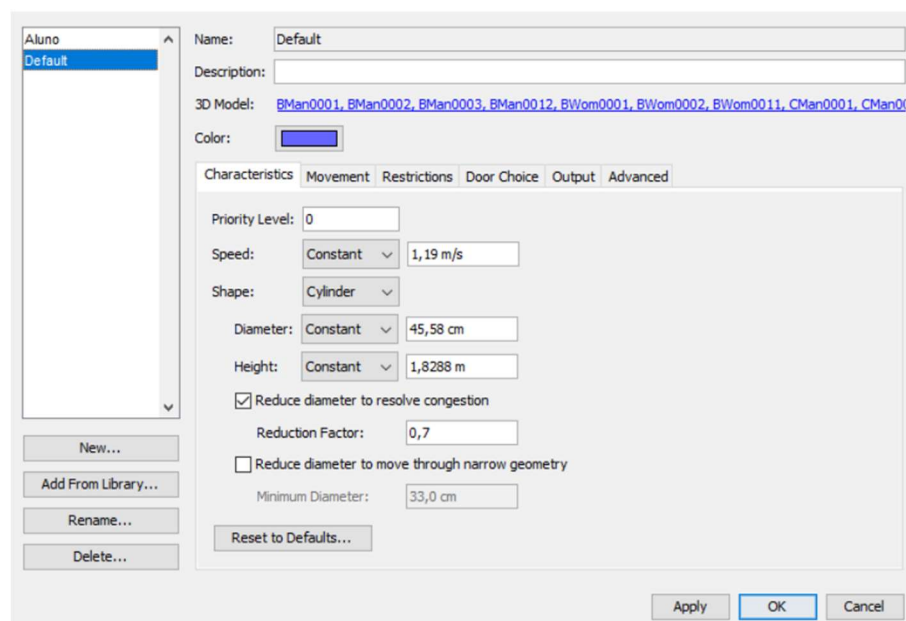 Aluno
Default
New...
Add From Library...
Rename...
Delete...
Name: Default
Description:
3D Model: BMan0001, BMan0002, BMan0003, BMan0012, BWom0001, BWom0002, BWom0011, CMan0001, CMan00
Color:
Characteristics Movement Restrictions Door Choice Output Advanced
Priority Level: 0
Speed: Constant 1,19 m/s
Shape: Cylinder
Diameter: Constant 45,58 cm
Height: Constant 1,8288 m
Reduce diameter to resolve congestion
Reduction Factor: 0,7
Reduce diameter to move through narrow geometry
Minimum Diameter: 33,0 cm
Reset to Defaults...
Apply OK Cancel